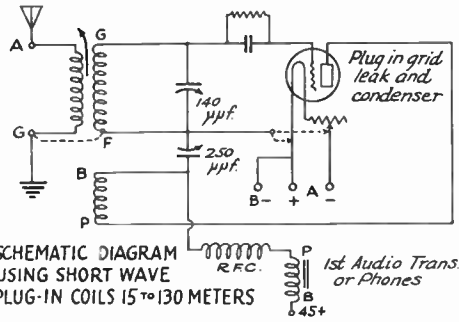 A
G
G
F
140
μμf.
250
μμf.
Plug in grid
leak and
condenser
B
P
B-
+
A
-
R.F.C.
P
B
45+
1st Audio Trans.
or Phones
SCHEMATIC DIAGRAM
USING SHORT WAVE
PLUG-IN COILS 15 TO 130 METERS